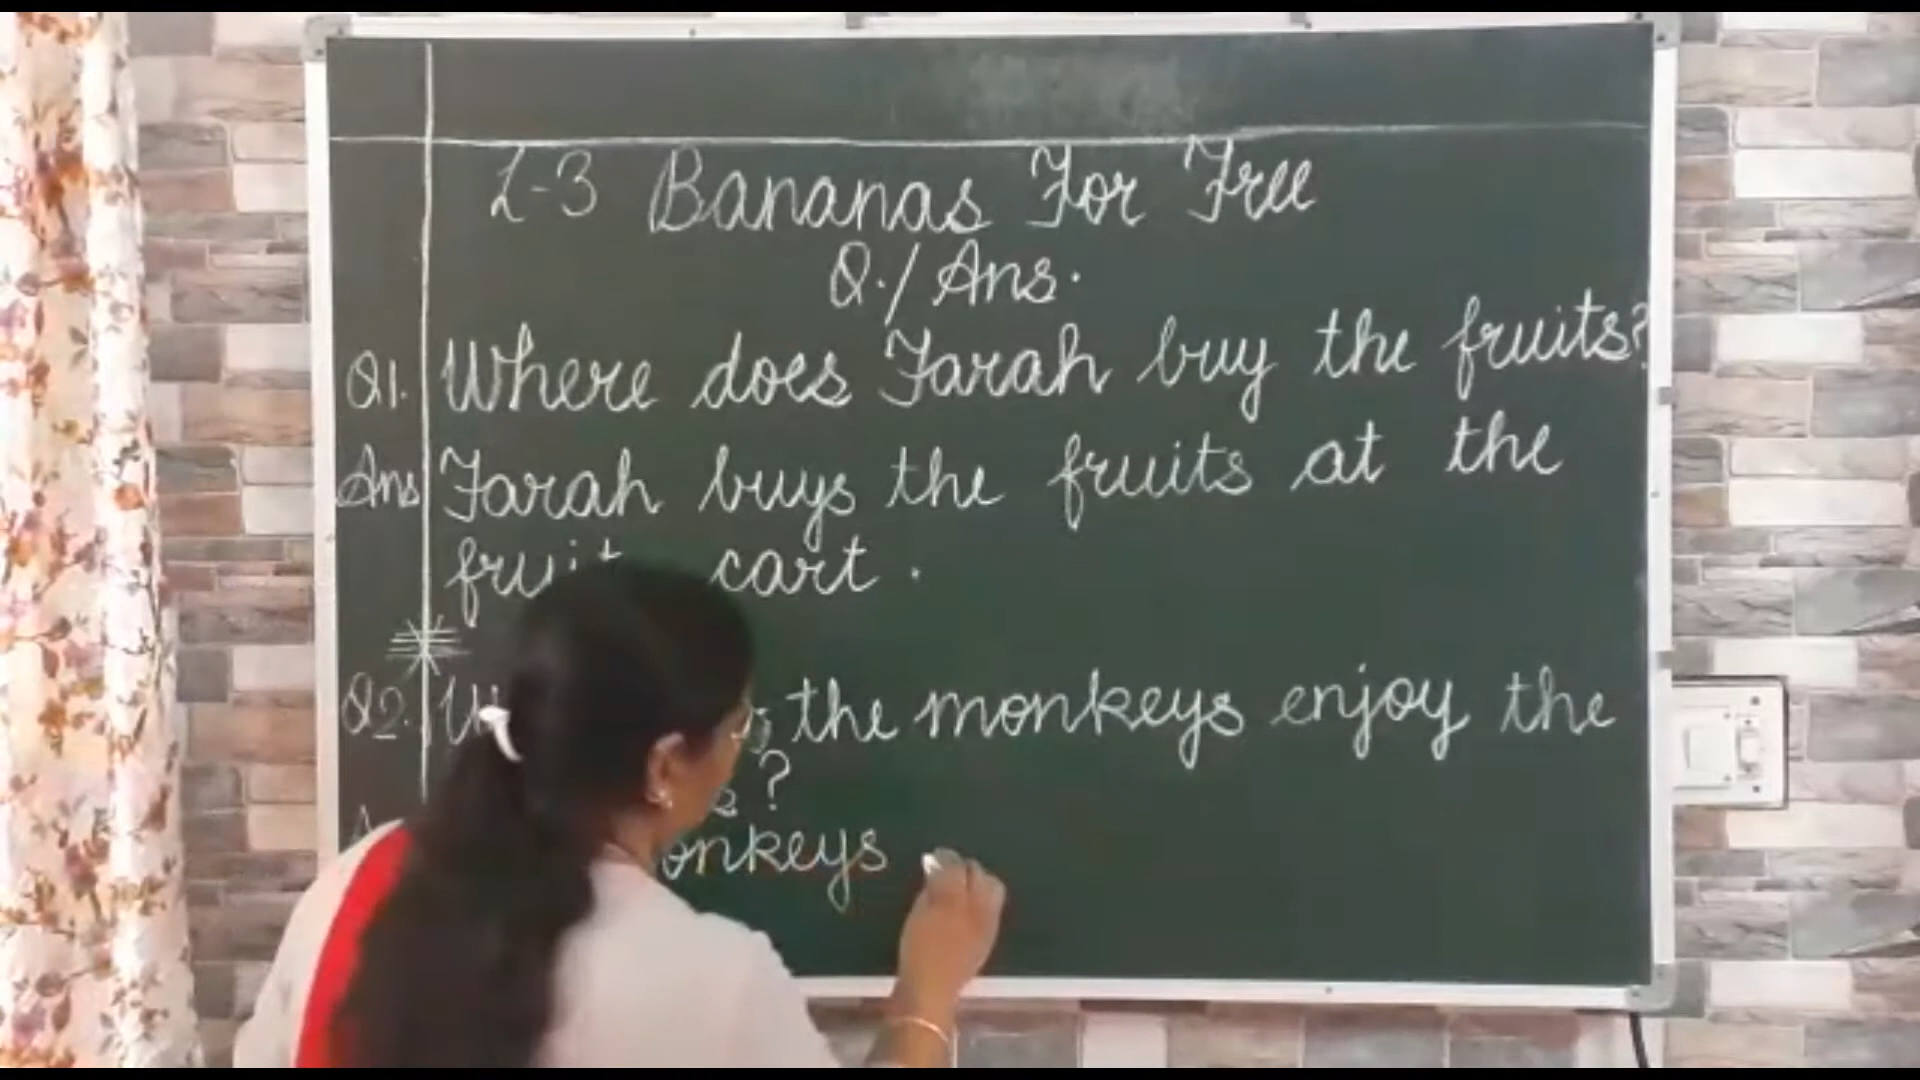 L-3 Bananas For Free
Q./Ans.
Q1. Where does Farah buy the fruits?
Ans Farah buys the fruits at the
fruit cart.
Q2. the monkeys enjoy the
?
monkeys